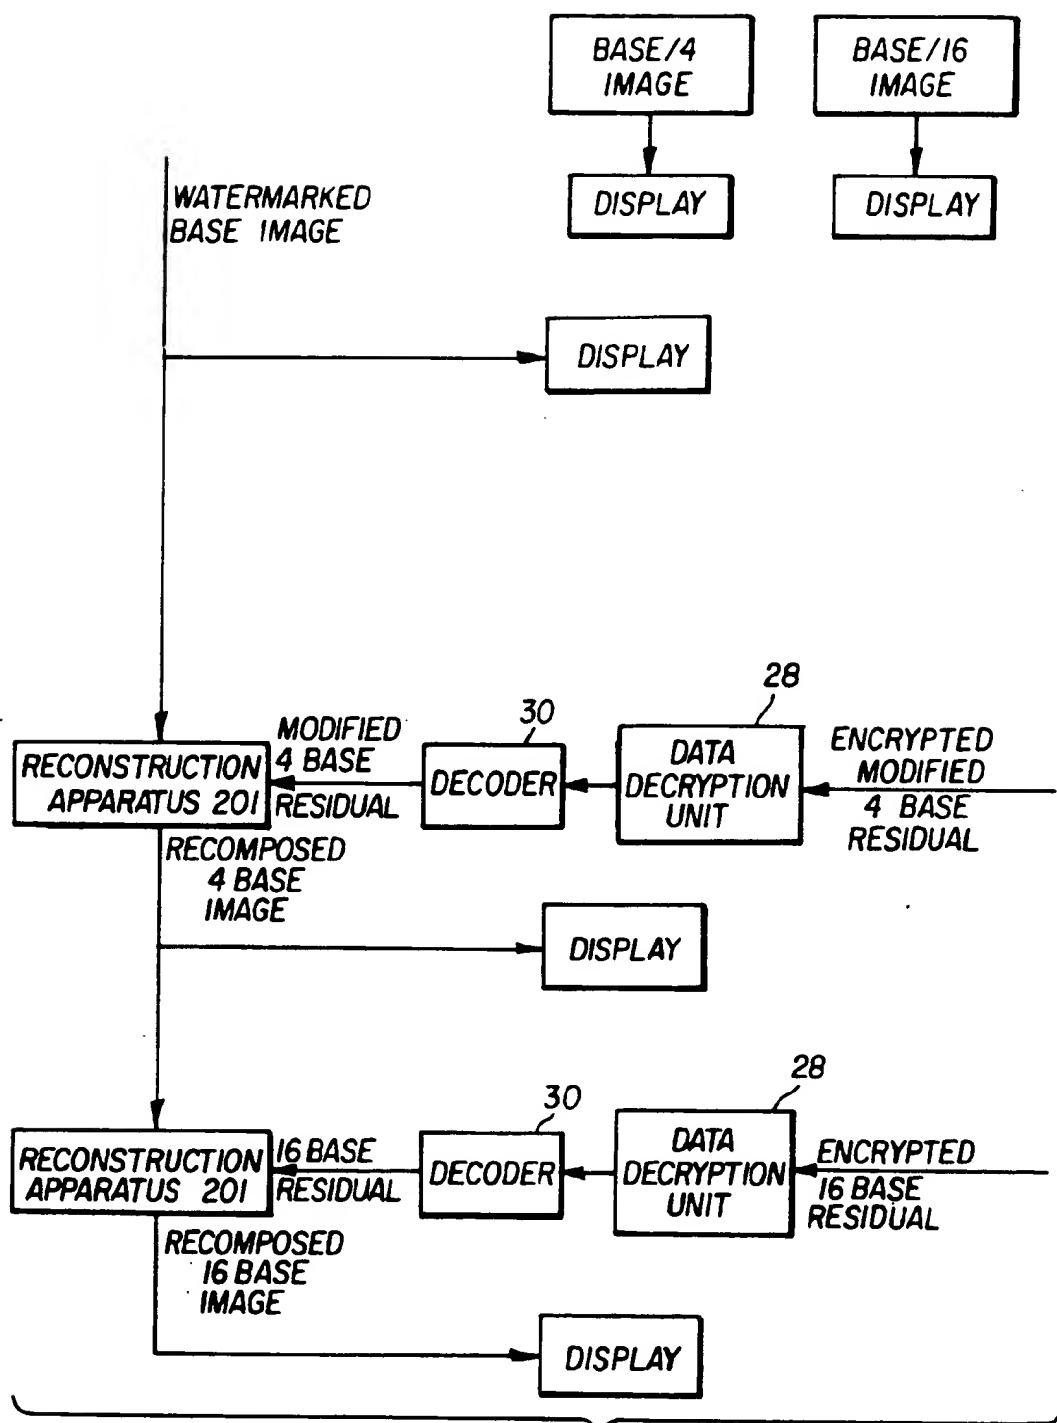 BASE/4
IMAGE
BASE/16
IMAGE
DISPLAY
DISPLAY
WATERMARKED
BASE IMAGE
DISPLAY
28
30
MODIFIED
4 BASE
RESIDUAL
RECONSTRUCTION
APPARATUS 201
DECODER
DATA
DECRYPTION
UNIT
ENCRYPTED
MODIFIED
4 BASE
RESIDUAL
RECOMPOSED
4 BASE
IMAGE
DISPLAY
28
30
RECONSTRUCTION
APPARATUS 201
16 BASE
RESIDUAL
DECODER
DATA
DECRYPTION
UNIT
ENCRYPTED
16 BASE
RESIDUAL
RECOMPOSED
16 BASE
IMAGE
DISPLAY